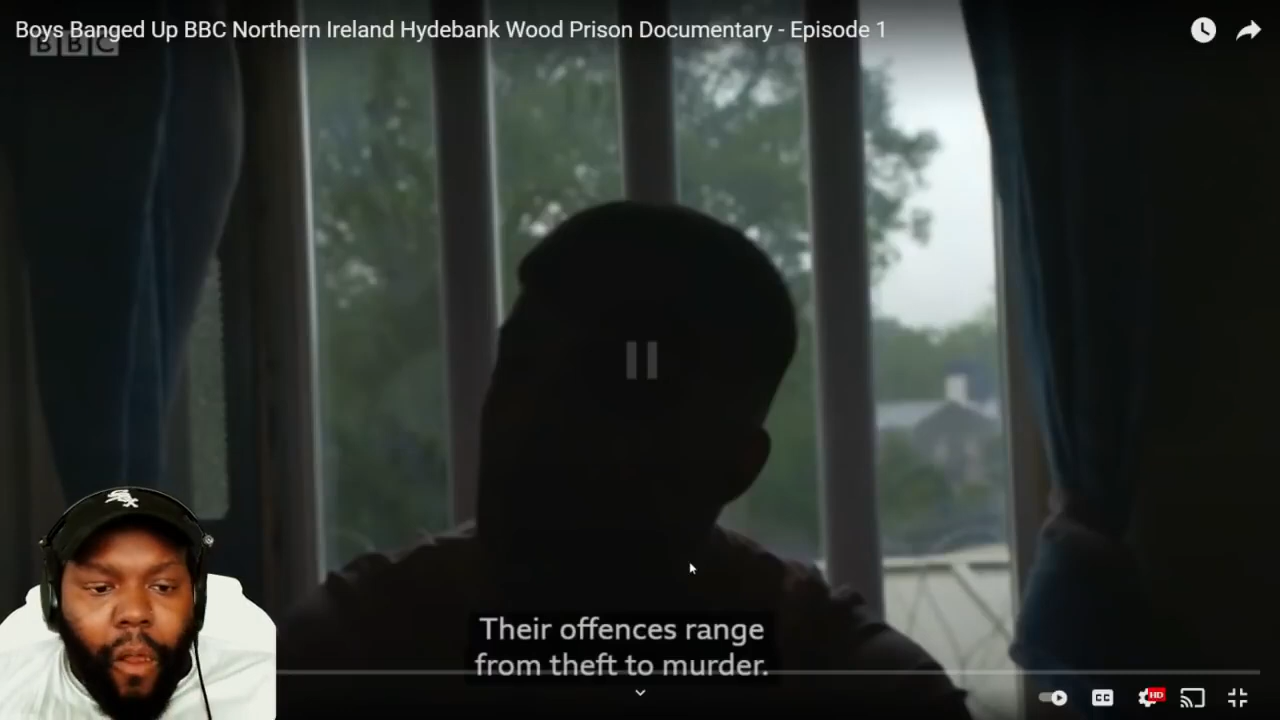 Boys Banged Up BBC Northern Ireland Hydebank Wood Prison Documentary - Episode 1
BBC
Their offences range
from theft to murder.
CC
HD